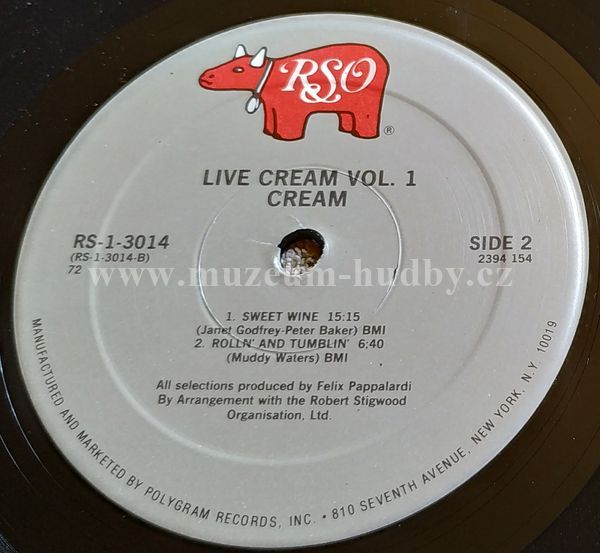 RSO
®
LIVE CREAM VOL. 1
CREAM
RS-1-3014
(RS-1-3014-B)
72
SIDE 2
2394 154
www.muzeum-hudby.cz
1. SWEET WINE 15:15
(Janet Godfrey-Peter Baker) BMI
2. ROLLN' AND TUMBLIN' 6:40
(Muddy Waters) BMI
All selections produced by Felix Pappalardi
By Arrangement with the Robert Stigwood
Organisation, Ltd.
MANUFACTURED AND MARKETED BY POLYGRAM RECORDS, INC. • 810 SEVENTH AVENUE, NEW YORK, N.Y. 10019